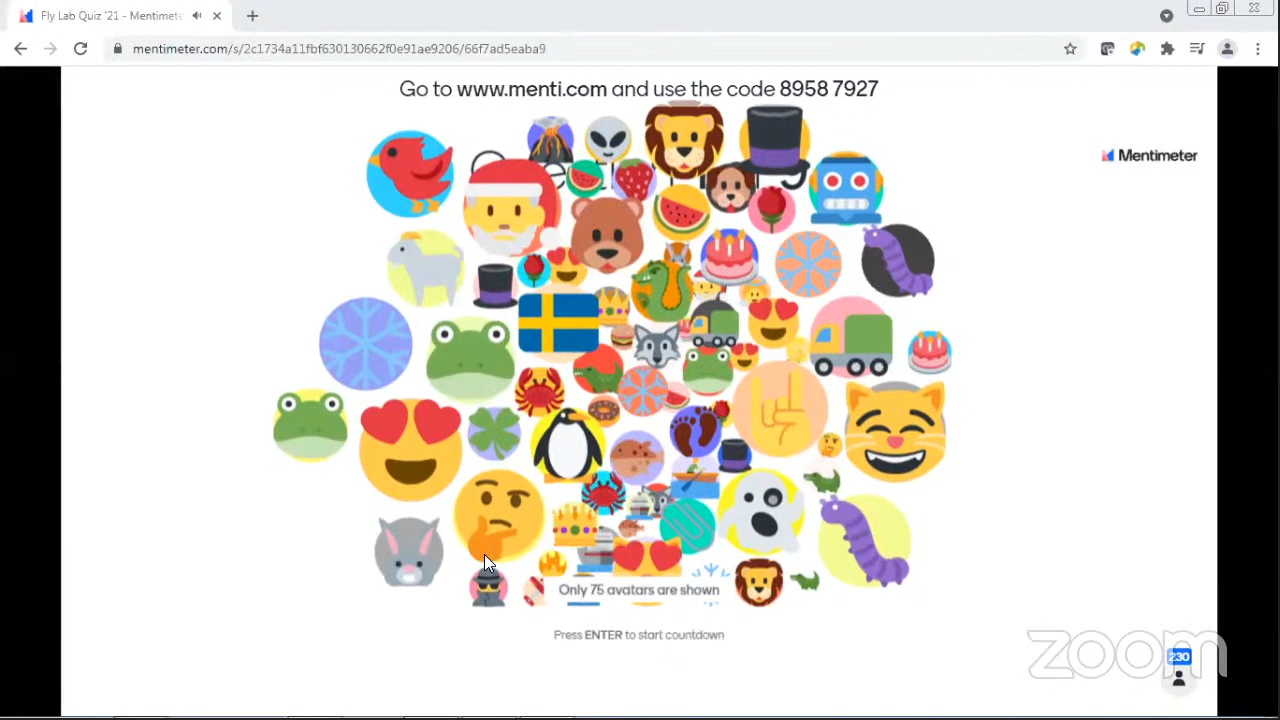 Fly Lab Quiz '21 - Mentimete
mentimeter.com/s/2c1734a11fbf630130662f0e91ae9206/66f7ad5eaba9
Go to www.menti.com and use the code 8958 7927
Mentimeter
Only 75 avatars are shown
Press ENTER to start countdown
zoom
230